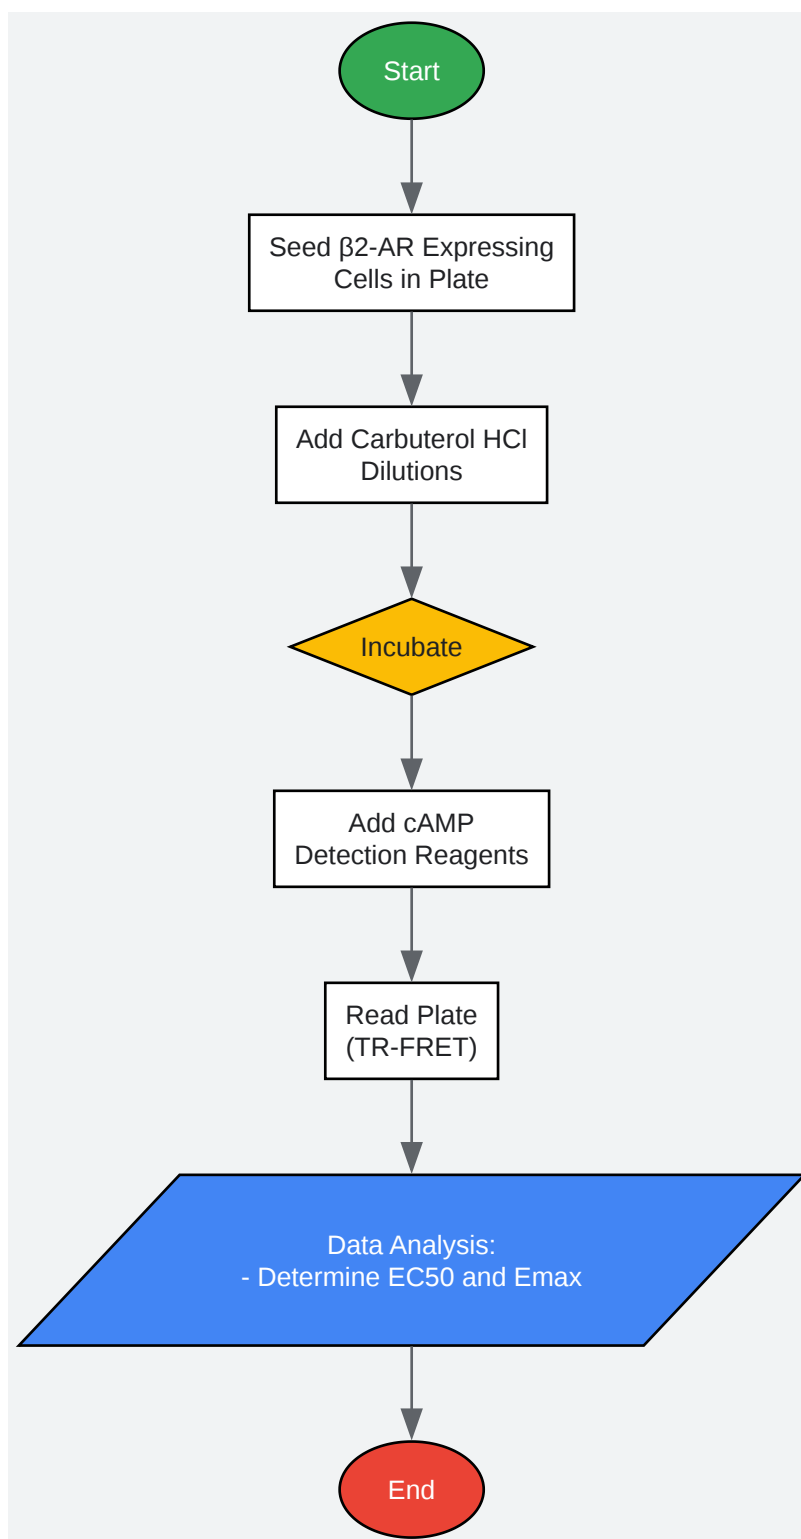 Start
Seed β2-AR Expressing
Cells in Plate
Add Carbuterol HCl
Dilutions
Incubate
Add cAMP
Detection Reagents
Read Plate
(TR-FRET)
Data Analysis:
- Determine EC50 and Emax
End